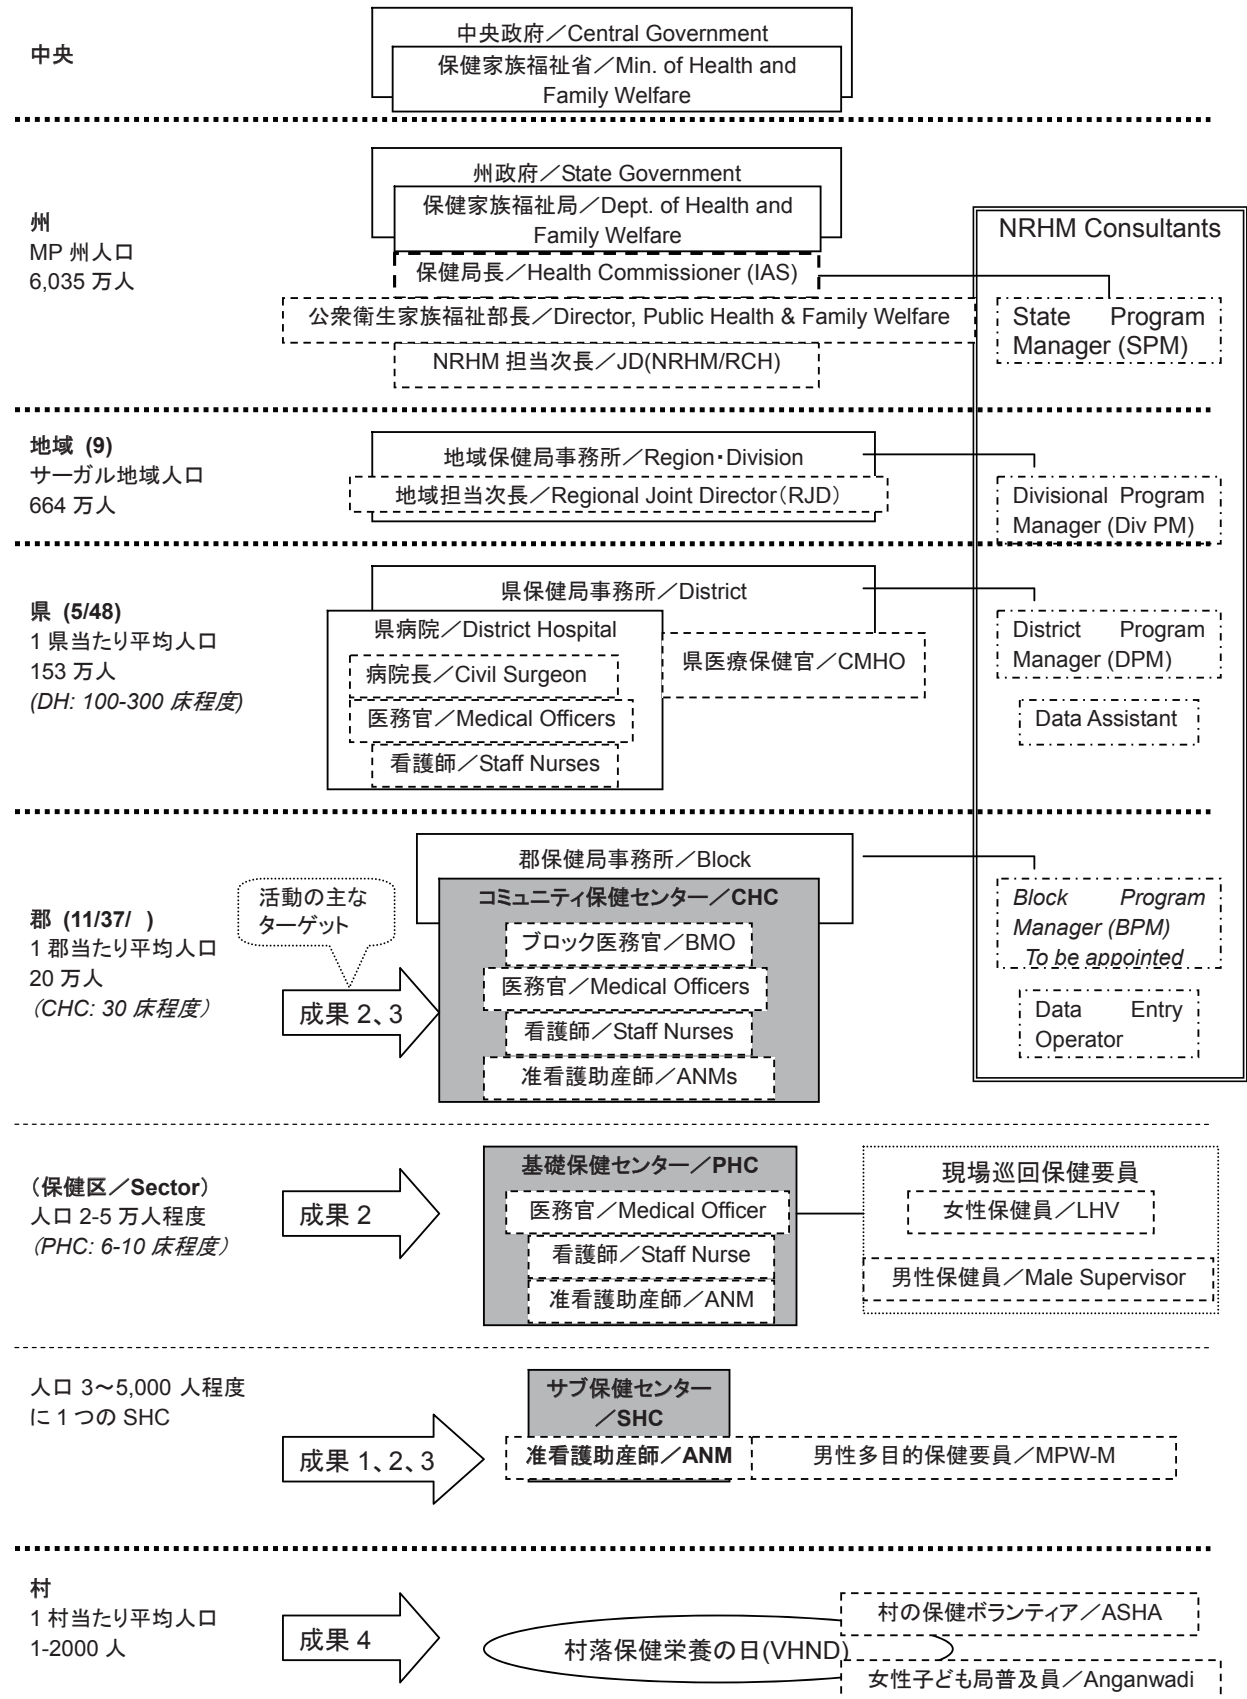 中央
中央政府／Central Government
保健家族福祉省／Min. of Health and
Family Welfare
州
MP 州人口
6,035 万人
州政府／State Government
保健家族福祉局／Dept. of Health and
Family Welfare
保健局長／Health Commissioner (IAS)
公衆衛生家族福祉部長／Director, Public Health & Family Welfare
NRHM 担当次長／JD(NRHM/RCH)
NRHM Consultants
State Program
Manager (SPM)
地域 (9)
サーガル地域人口
664 万人
地域保健局事務所／Region・Division
地域担当次長／Regional Joint Director（RJD）
Divisional Program
Manager (Div PM)
県 (5/48)
1 県当たり平均人口
153 万人
(DH: 100-300 床程度)
県保健局事務所／District
県病院／District Hospital
病院長／Civil Surgeon
医務官／Medical Officers
看護師／Staff Nurses
県医療保健官／CMHO
District Program
Manager (DPM)
Data Assistant
郡 (11/37/ )
1 郡当たり平均人口
20 万人
（CHC: 30 床程度）
活動の主な
ターゲット
成果 2、3
郡保健局事務所／Block
コミュニティ保健センター／CHC
ブロック医務官／BMO
医務官／Medical Officers
看護師／Staff Nurses
准看護助産師／ANMs
Block Program
Manager (BPM)
To be appointed
Data Entry
Operator
（保健区／Sector）
人口 2-5 万人程度
（PHC: 6-10 床程度）
成果 2
基礎保健センター／PHC
医務官／Medical Officer
看護師／Staff Nurse
准看護助産師／ANM
現場巡回保健要員
女性保健員／LHV
男性保健員／Male Supervisor
人口 3～5,000 人程度
に 1 つの SHC
成果 1、2、3
サブ保健センター
／SHC
准看護助産師／ANM
男性多目的保健要員／MPW-M
村
1 村当たり平均人口
1-2000 人
成果 4
村落保健栄養の日(VHND)
村の保健ボランティア／ASHA
女性子ども局普及員／Anganwadi